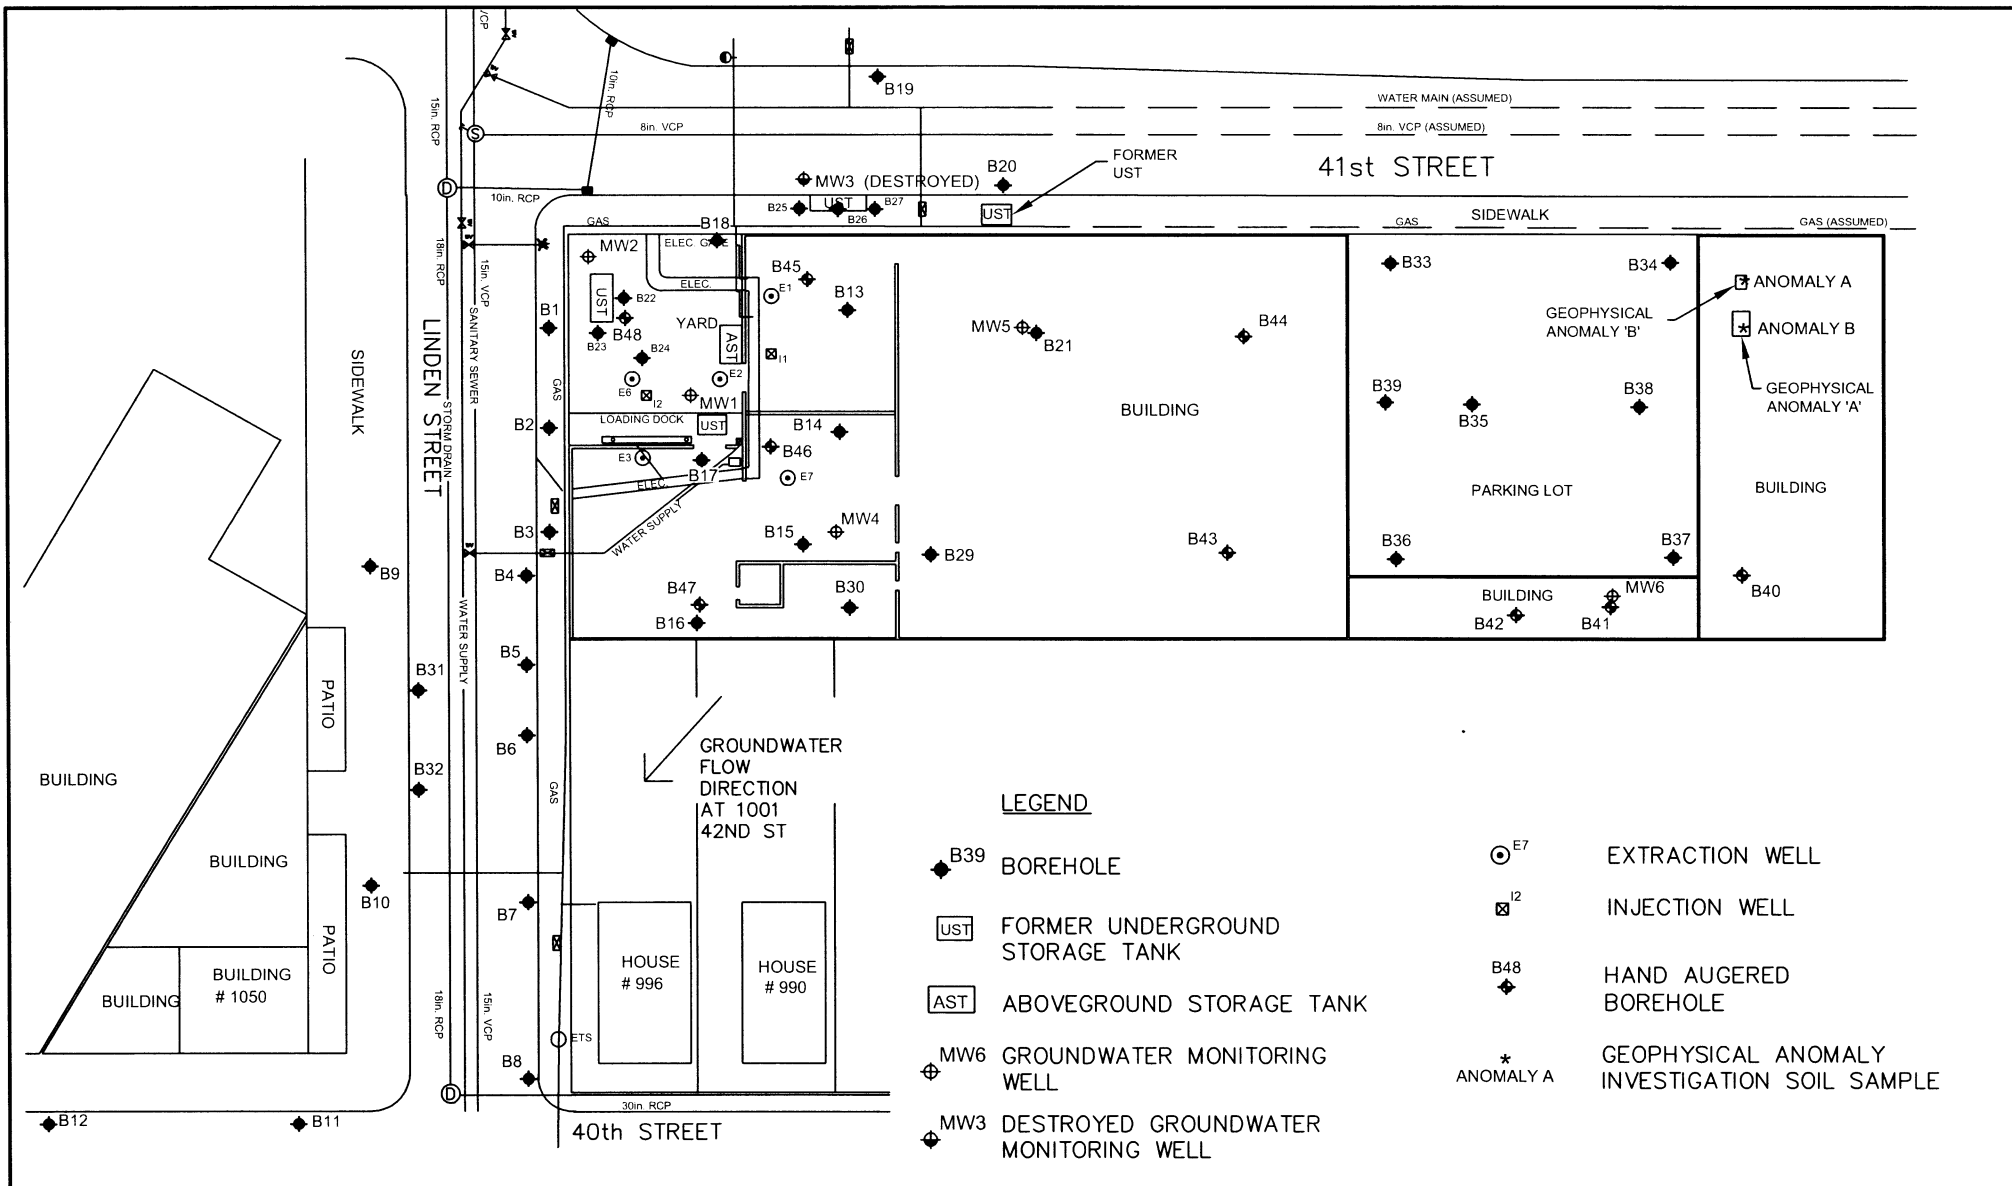 /CP
10in. RCP
15in. RCP
B19
WATER MAIN (ASSUMED)
8in. VCP
8in. VCP (ASSUMED)
S
41st STREET
FORMER
UST
B20
MW3 (DESTROYED)
D
10in. RCP
UST
B25
B26
B27
UST
SIDEWALK
GAS
GAS
GAS (ASSUMED)
B18
ELEC.
MW2
18in. RCP
15in. VCP
ELEC.
B45
E1
B13
B33
B34
ANOMALY A
GEOPHYSICAL
ANOMALY 'B'
ANOMALY B
GEOPHYSICAL
ANOMALY 'A'
UST
B22
B1
B48
B23
YARD
AST
B24
I1
MW5
B21
B44
SANITARY SEWER
LINDEN STREET
SIDEWALK
STORM DRAIN
GAS
E6
E2
I2
MW1
B39
B35
B38
BUILDING
LOADING DOCK
UST
B2
B14
B46
E3
B17
E7
ELEC.
WATER SUPPLY
PARKING LOT
BUILDING
B3
B15
MW4
B9
B4
B29
B43
B36
B37
B47
B30
B16
BUILDING
MW6
B42
B41
B40
WATER SUPPLY
B5
B31
PATIO
B6
B32
GAS
GROUNDWATER
FLOW
DIRECTION
AT 1001
42ND ST
BUILDING
BUILDING
B10
PATIO
B7
BUILDING
BUILDING
# 1050
HOUSE
# 996
HOUSE
# 990
18in. RCP
15in. VCP
ETS
B8
D
30in. RCP
40th STREET
B12
B11
LEGEND
B39
BOREHOLE
UST
FORMER UNDERGROUND
STORAGE TANK
AST
ABOVEGROUND STORAGE TANK
MW6
GROUNDWATER MONITORING
WELL
MW3
DESTROYED GROUNDWATER
MONITORING WELL
E7
EXTRACTION WELL
I2
INJECTION WELL
B48
HAND AUGERED
BOREHOLE
*
ANOMALY A
GEOPHYSICAL ANOMALY
INVESTIGATION SOIL SAMPLE